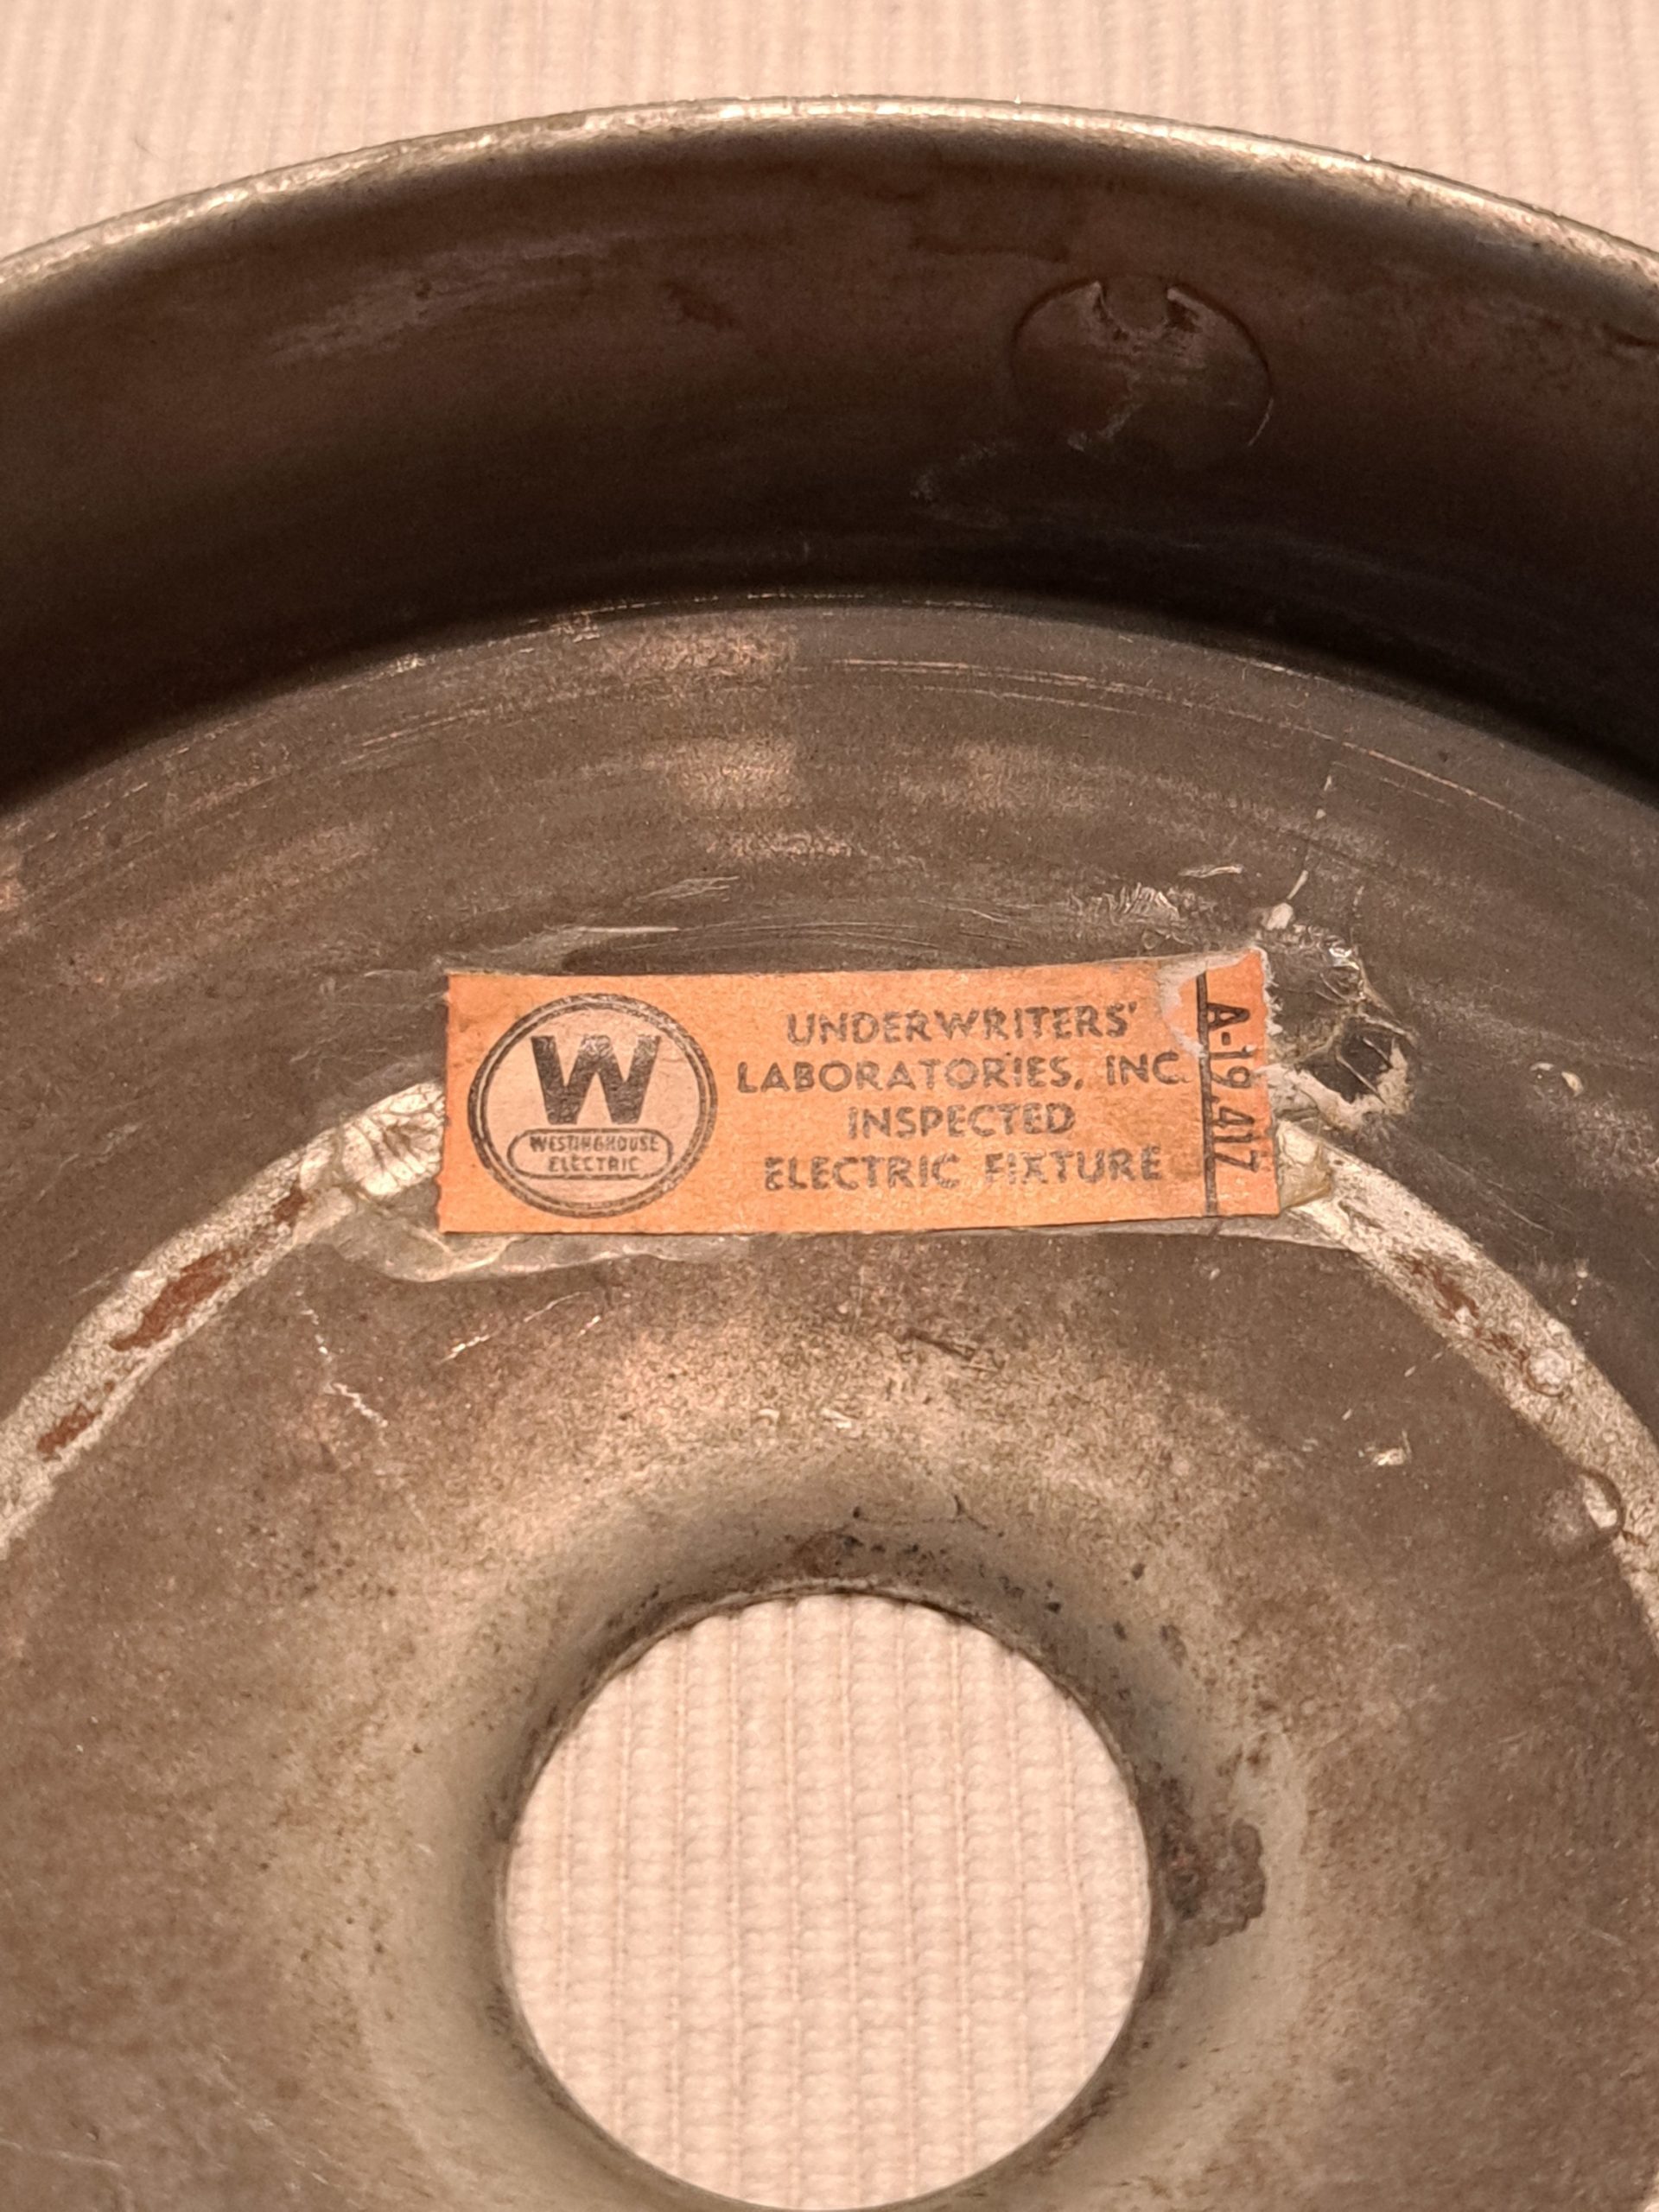 W
WESTINGHOUSE
ELECTRIC
UNDERWRITERS'
LABORATORIES, INC.
INSPECTED
ELECTRIC FIXTURE
A-19,417